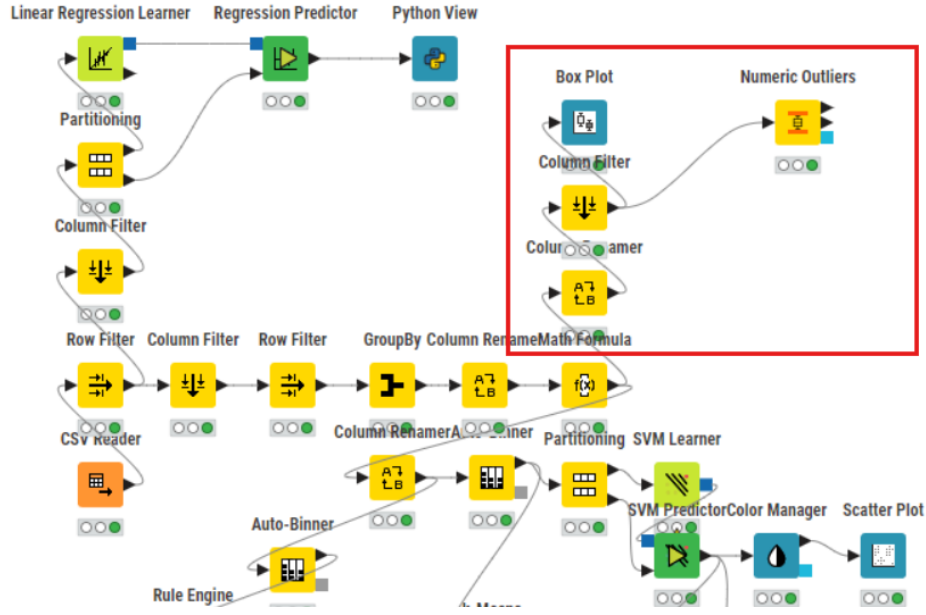 Linear Regression Learner Regression Predictor Python View
Box Plot Numeric Outliers
Partitioning
Column Filter
Column Filter
Row Filter Column Filter Row Filter GroupBy Column Renamer Math Formula
CSV Reader Column Renamer Partitioning SVM Learner
SVM Predictor Color Manager Scatter Plot
Auto-Binner
Rule Engine